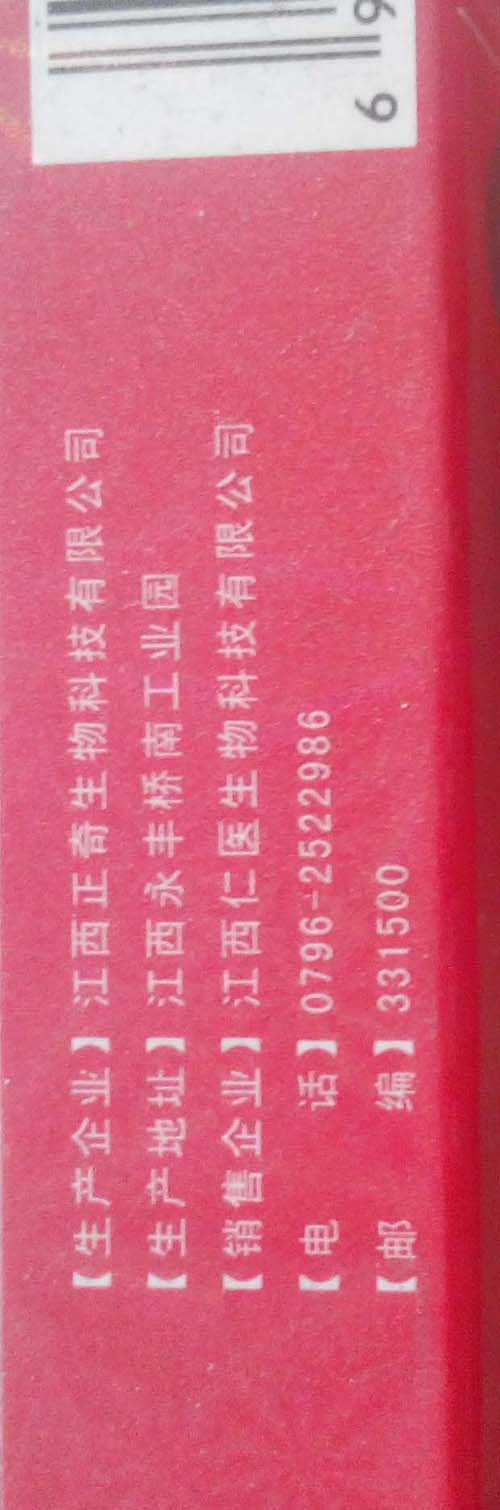 【生产企业】江西正奇生物科技有限公司
【生产地址】江西永丰桥南工业园
【销售企业】江西仁医生物科技有限公司
【电 话】0796-2522986
【邮 编】331500